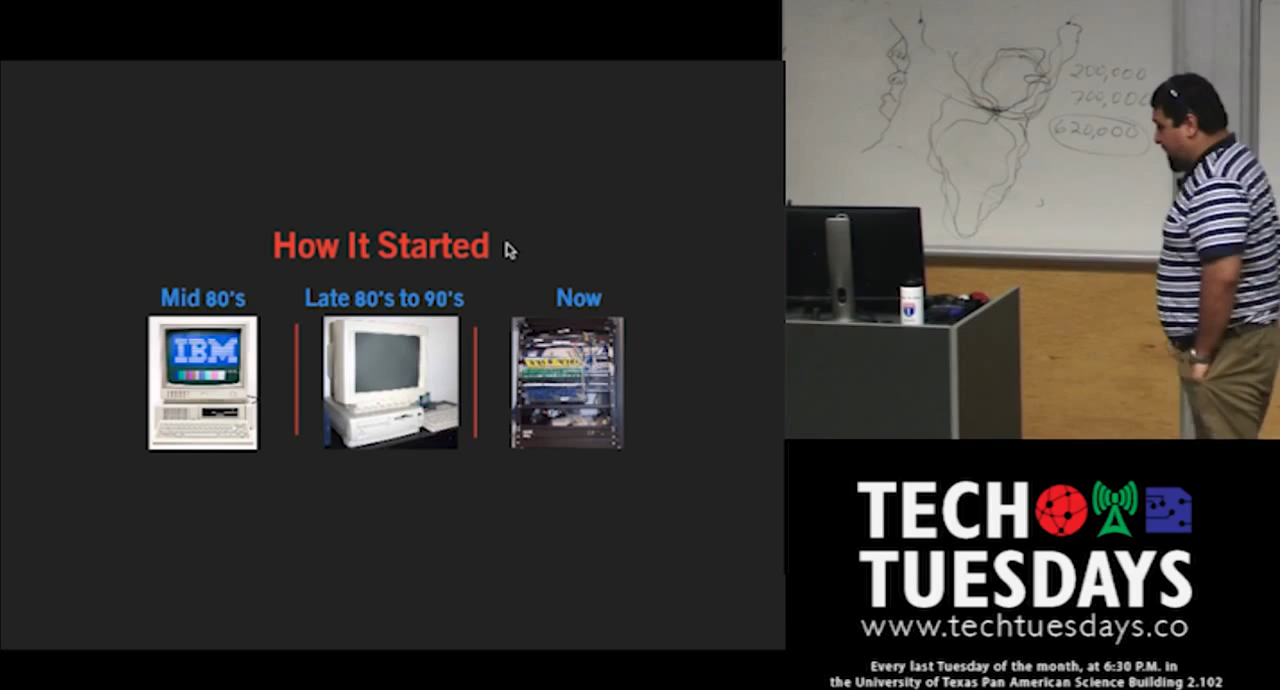 How It Started
Mid 80's
Late 80's to 90's
Now
IBM
200,000
700,000
620,000
TECH
TUESDAYS
www.techtuesdays.co
Every last Tuesday of the month, at 6:30 P.M. in
the University of Texas Pan American Science Building 2.102